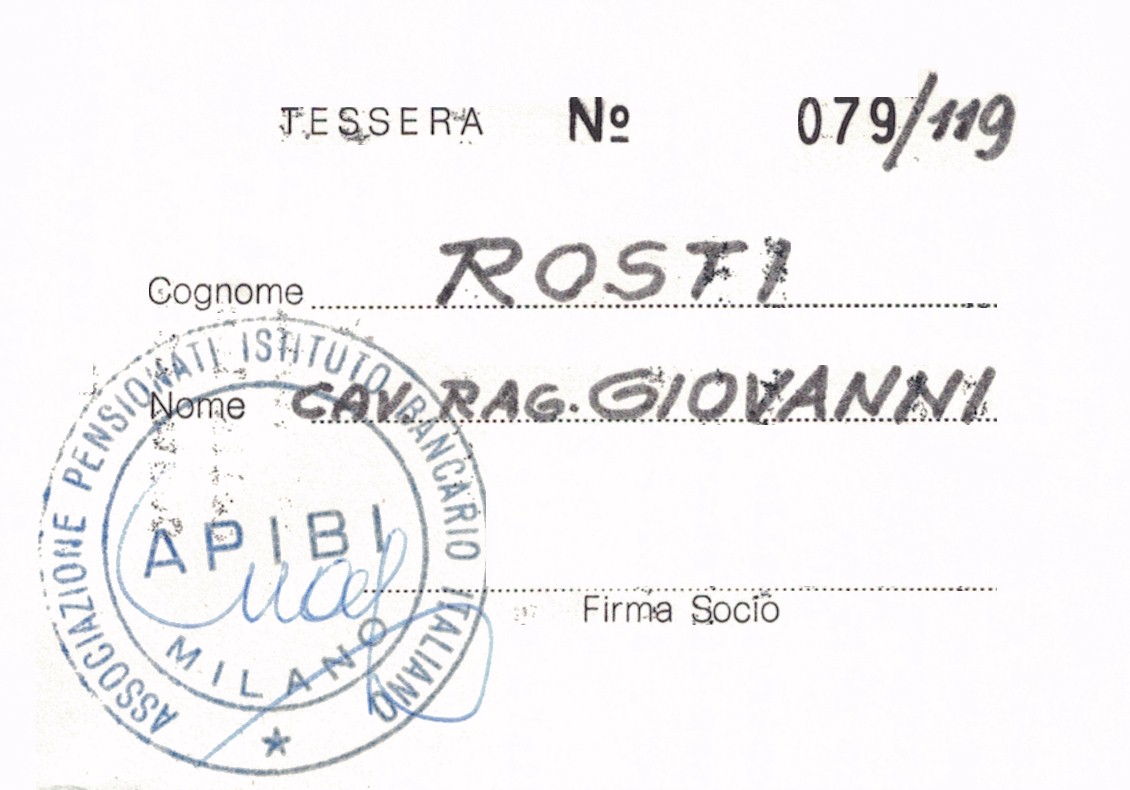 TESSERA Nº 079/119
Cognome ROSTI
Nome CAV. RAG. GIOVANNI
ASSOCIAZIONE PENSIONATI ISTITUTO BANCARIO ITALIANO
APIBI
MILANO
Firma Socio